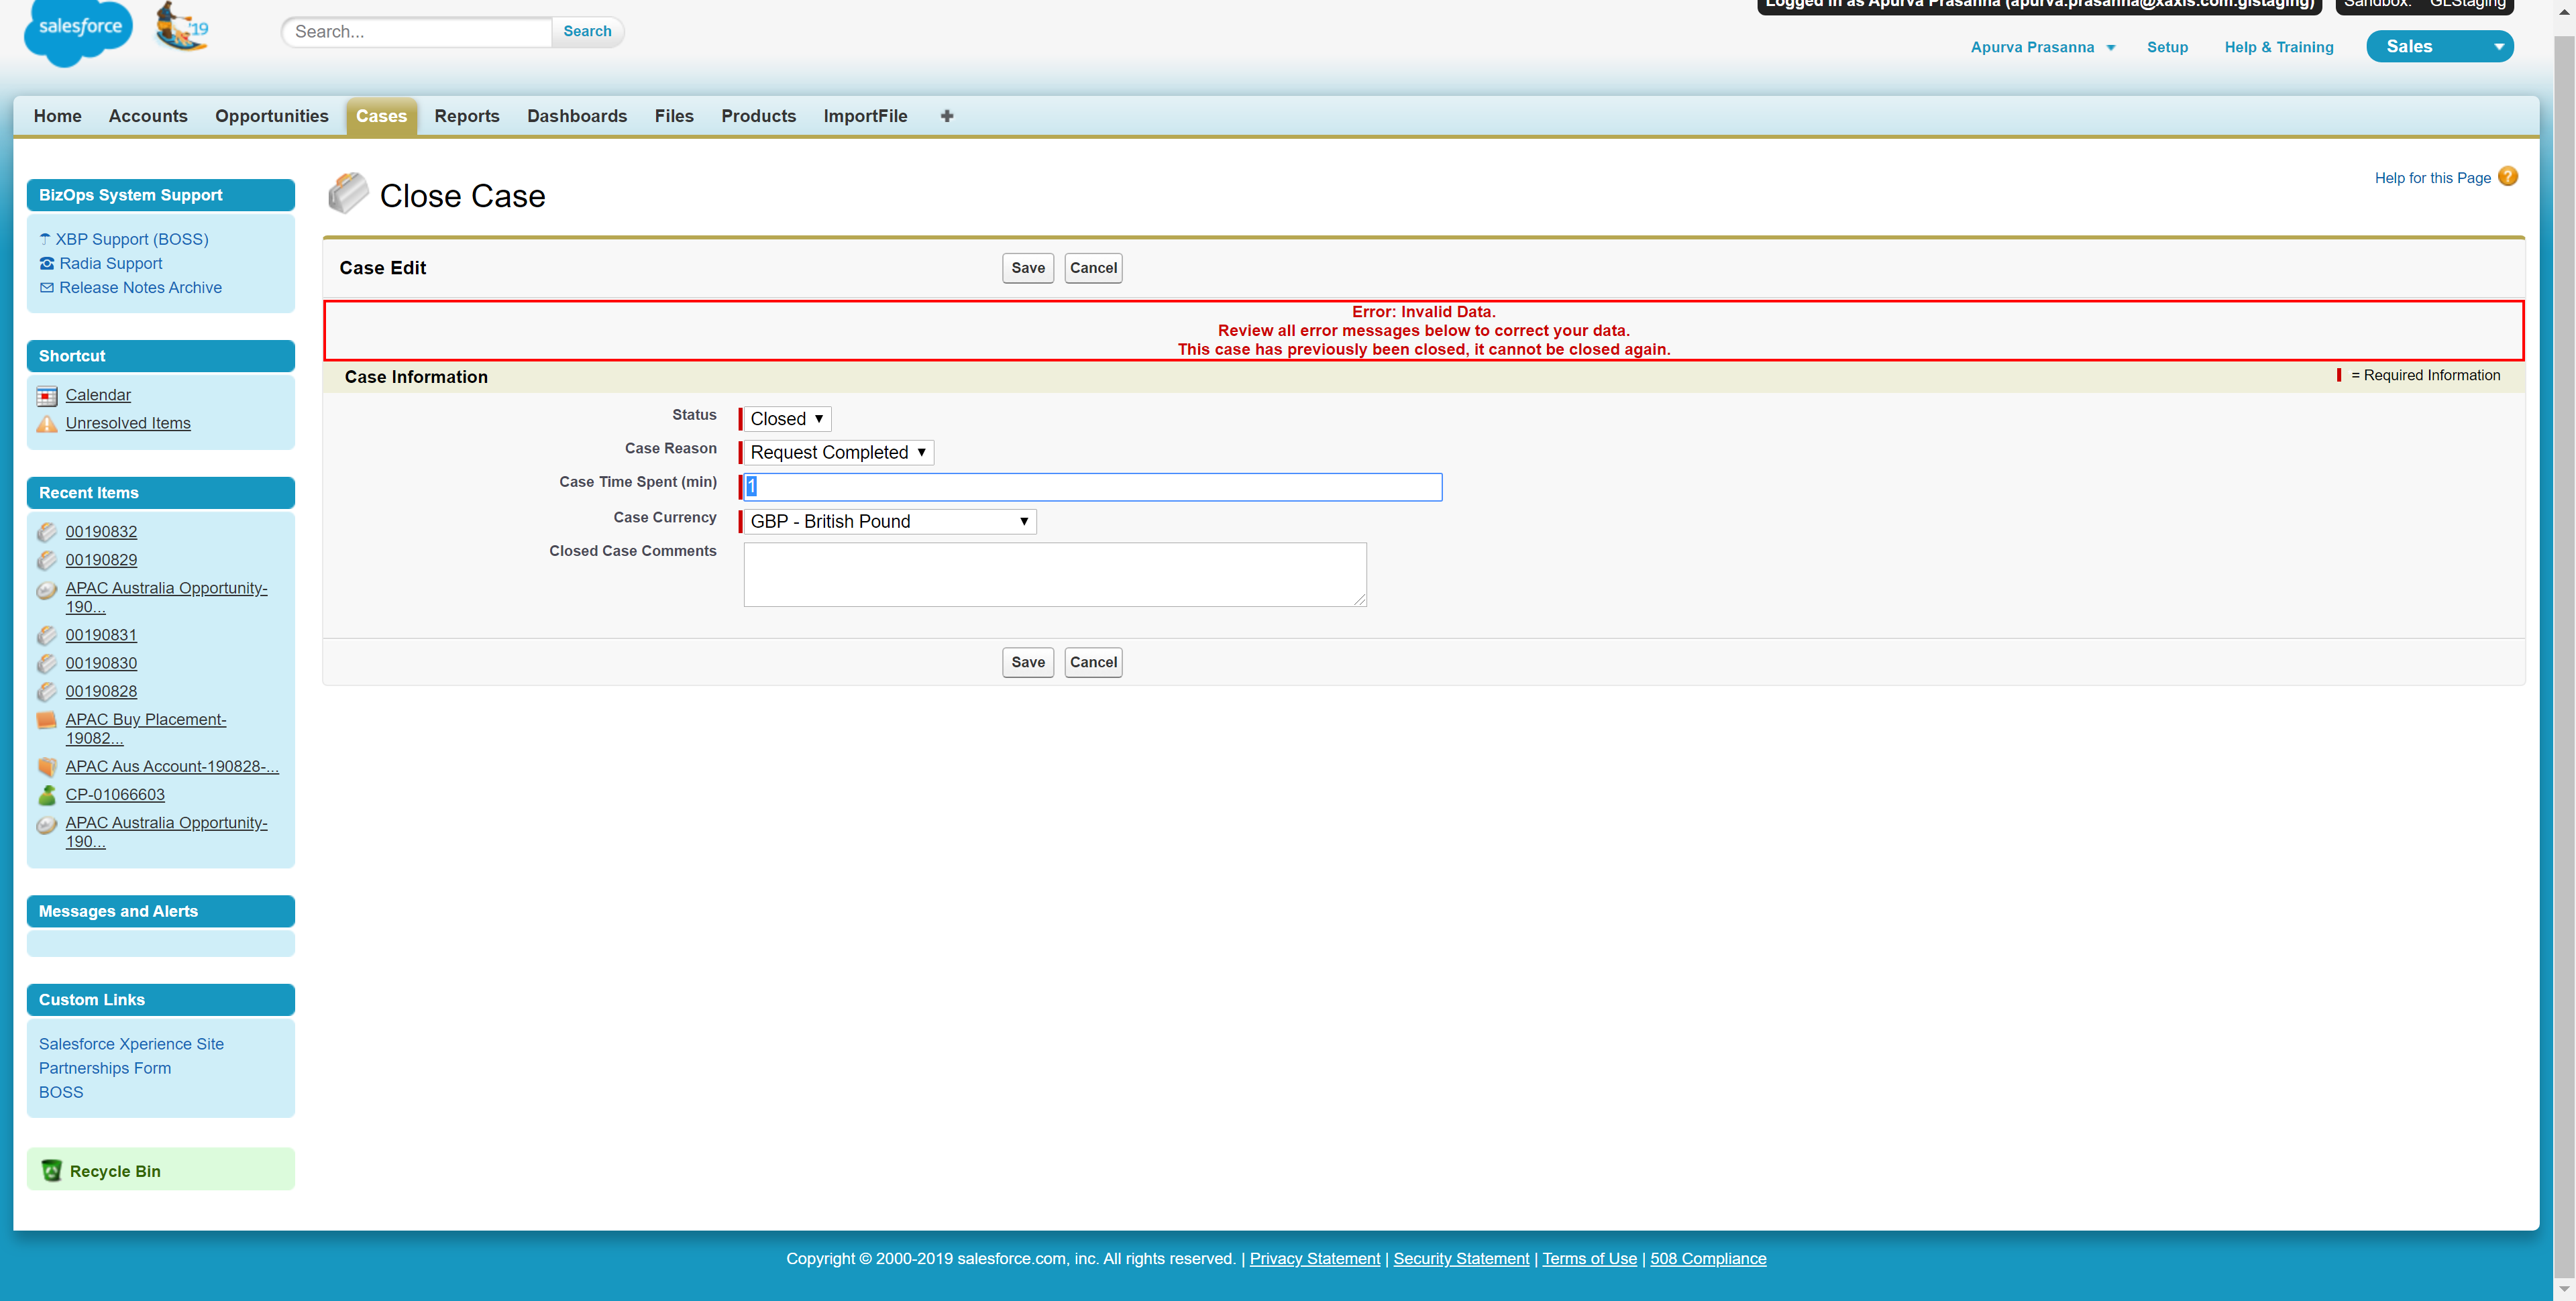 Logged in as Apurva Prasanna (apurva.prasanna@xaxis.com.glstaging)
Sandbox: GLStaging
salesforce
'19
Search...
Search
Apurva Prasanna
Setup
Help & Training
Sales
Home
Accounts
Opportunities
Cases
Reports
Dashboards
Files
Products
ImportFile
+
BizOps System Support
XBP Support (BOSS)
Radia Support
Release Notes Archive
Shortcut
Calendar
Unresolved Items
Recent Items
00190832
00190829
APAC Australia Opportunity-
190...
00190831
00190830
00190828
APAC Buy Placement-
19082...
APAC Aus Account-190828-...
CP-01066603
APAC Australia Opportunity-
190...
Messages and Alerts
Custom Links
Salesforce Xperience Site
Partnerships Form
BOSS
Recycle Bin
Close Case
Help for this Page
?
Case Edit
Save
Cancel
Error: Invalid Data.
Review all error messages below to correct your data.
This case has previously been closed, it cannot be closed again.
Case Information
= Required Information
Status
Closed
Case Reason
Request Completed
Case Time Spent (min)
1
Case Currency
GBP - British Pound
Closed Case Comments
Save
Cancel
Copyright © 2000-2019 salesforce.com, inc. All rights reserved. | Privacy Statement | Security Statement | Terms of Use | 508 Compliance